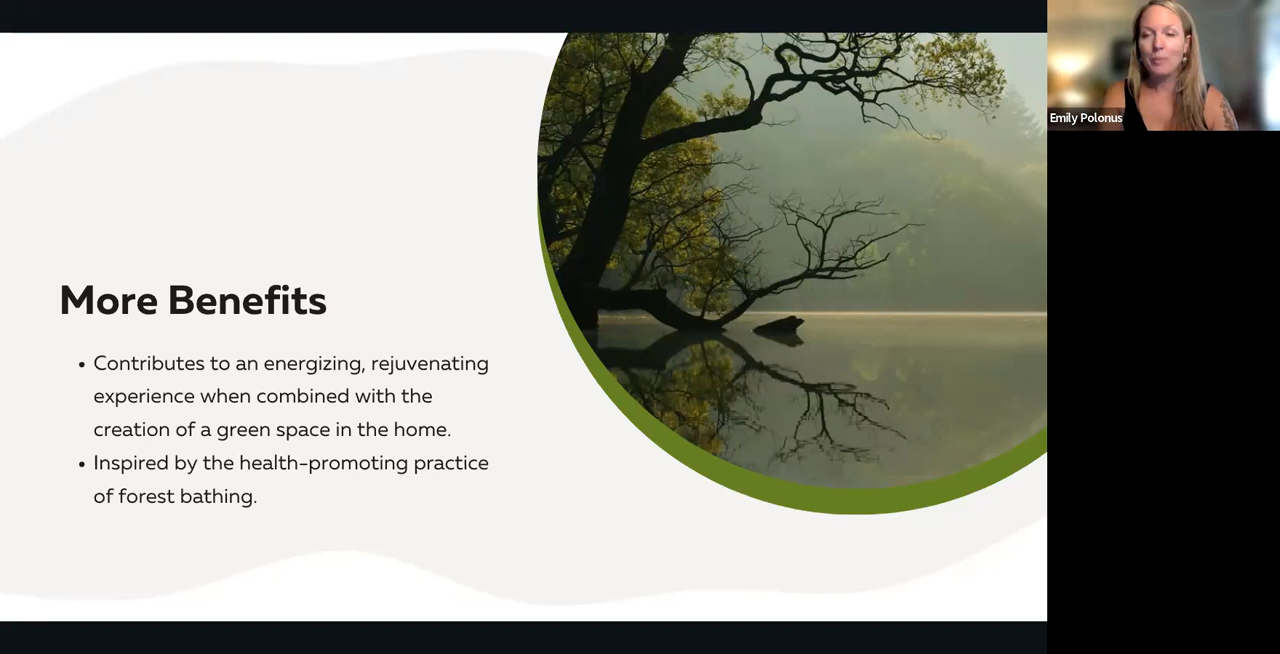 Emily Polonus
More Benefits
• Contributes to an energizing, rejuvenating
experience when combined with the
creation of a green space in the home.
• Inspired by the health-promoting practice
of forest bathing.